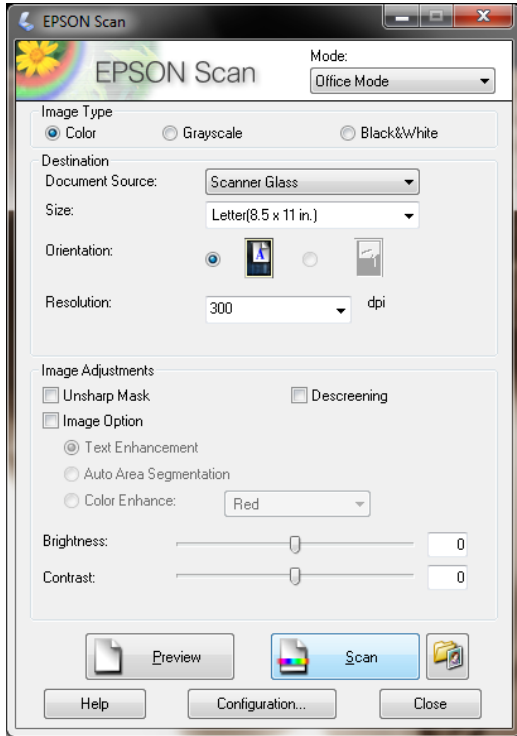 EPSON Scan
EPSON Scan
Mode:
Office Mode
Image Type
Color Grayscale Black&White
Destination
Document Source: Scanner Glass
Size: Letter(8.5 x 11 in.)
Orientation: A
Resolution: 300 dpi
Image Adjustments
Unsharp Mask Descreening
Image Option
Text Enhancement
Auto Area Segmentation
Color Enhance: Red
Brightness: 0
Contrast: 0
Preview Scan
Help Configuration... Close